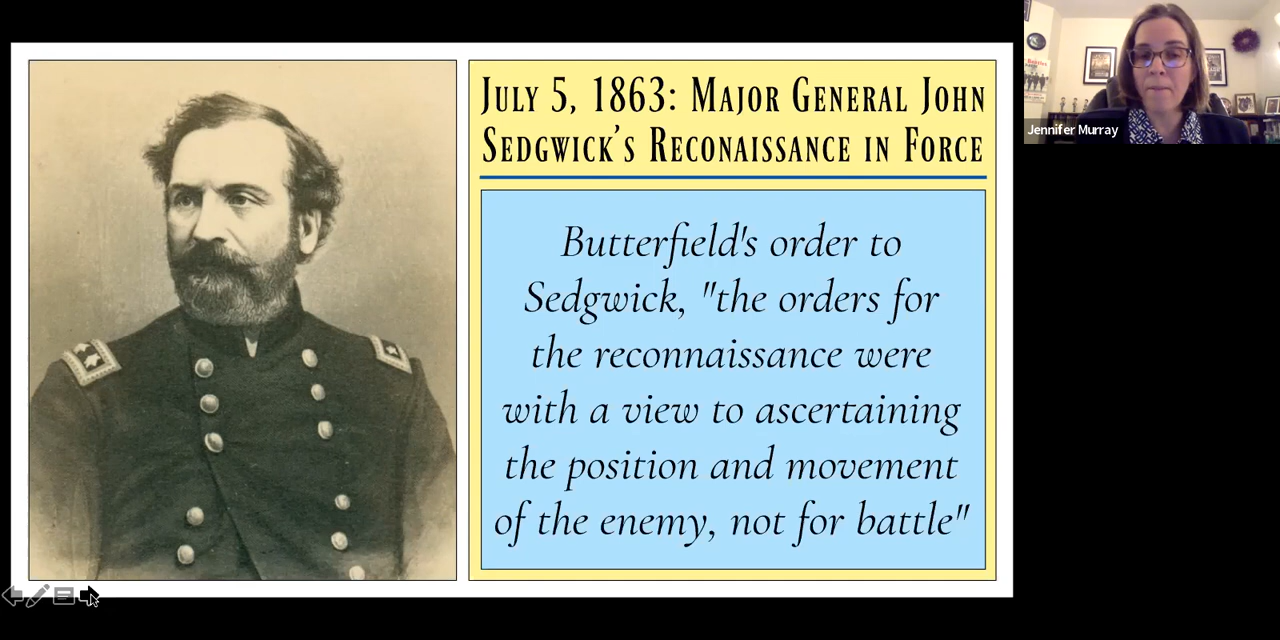 July 5, 1863: Major General John
Sedgwick's Reconaissance in Force
Butterfield's order to
Sedgwick, "the orders for
the reconnaissance were
with a view to ascertaining
the position and movement
of the enemy, not for battle"
Jennifer Murray